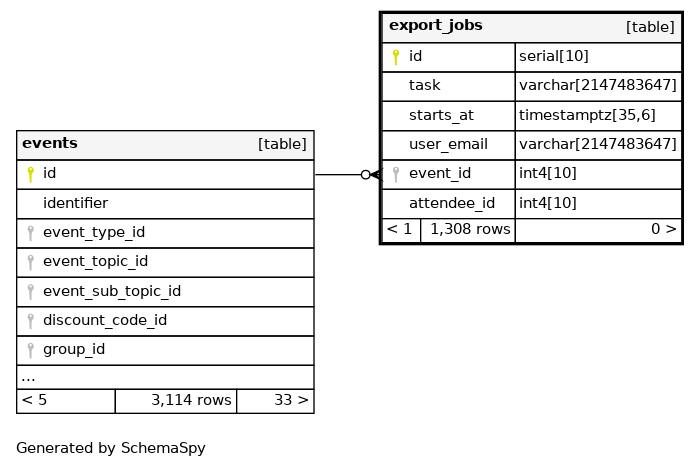 export_jobs [table]
id serial[10]
task varchar[2147483647]
starts_at timestamptz[35,6]
user_email varchar[2147483647]
event_id int4[10]
attendee_id int4[10]
< 1 1,308 rows 0 >
events [table]
id
identifier
event_type_id
event_topic_id
event_sub_topic_id
discount_code_id
group_id
...
< 5 3,114 rows 33 >
Generated by SchemaSpy